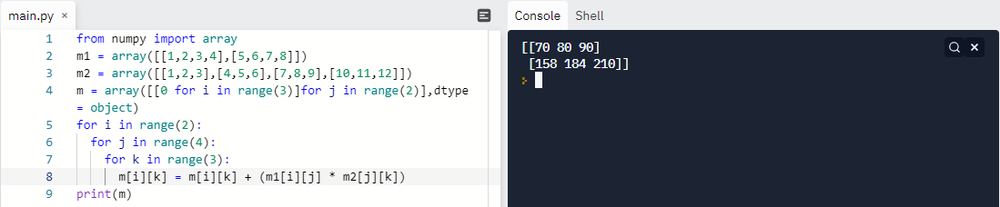 main.py ×
Console Shell
1 from numpy import array
2 m1 = array([[1,2,3,4],[5,6,7,8]])
3 m2 = array([[1,2,3],[4,5,6],[7,8,9],[10,11,12]])
4 m = array([[0 for i in range(3)]for j in range(2)],dtype
= object)
5 for i in range(2):
6 for j in range(4):
7 for k in range(3):
8 m[i][k] = m[i][k] + (m1[i][j] * m2[j][k])
9 print(m)
[[70 80 90]
[158 184 210]]